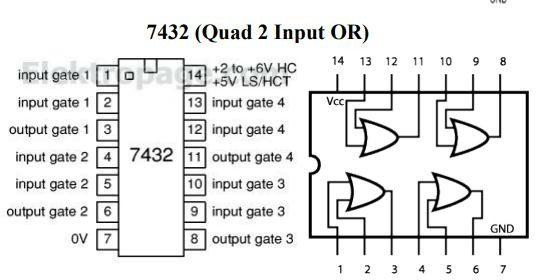 GND
7432 (Quad 2 Input OR)
Elektropage.com
input gate 1 1 14 +2 to +6V HC
+5V LS/HCT
input gate 1 2 13 input gate 4
output gate 1 3 12 input gate 4
input gate 2 4 7432 11 output gate 4
input gate 2 5 10 input gate 3
output gate 2 6 9 input gate 3
0V 7 8 output gate 3
14 13 12 11 10 9 8
Vcc
GND
1 2 3 4 5 6 7